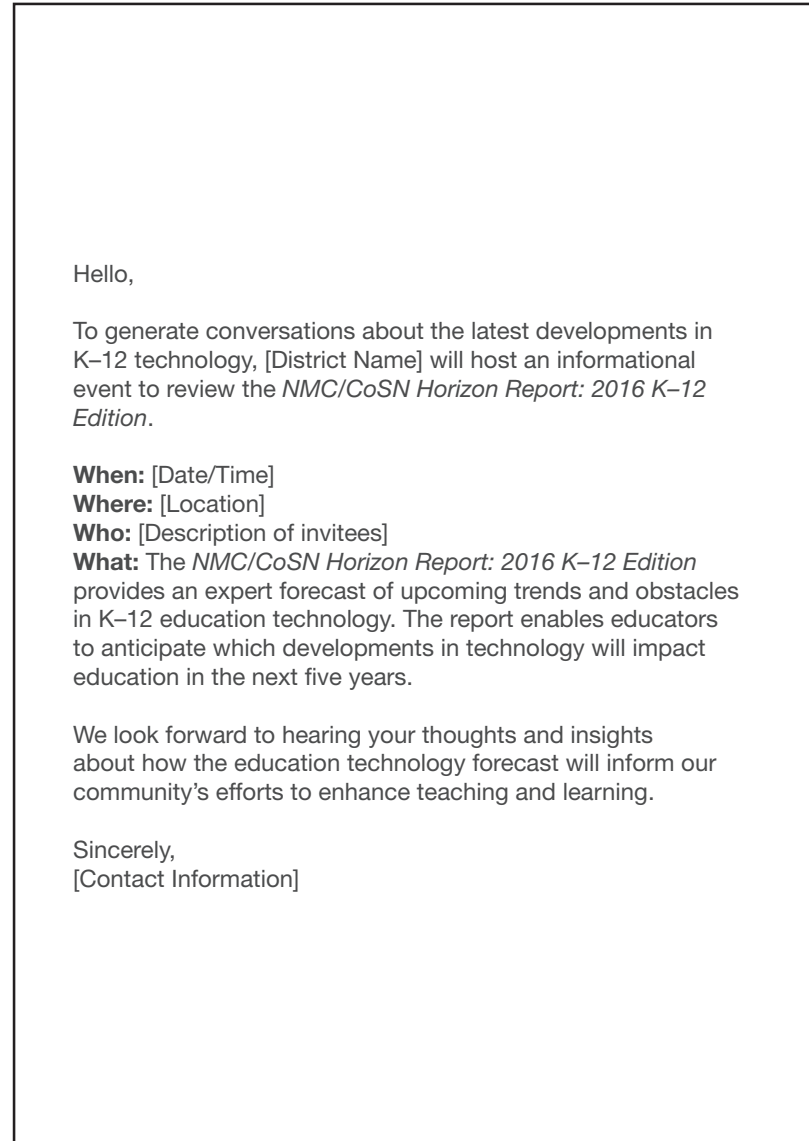 Hello,
To generate conversations about the latest developments in
K–12 technology, [District Name] will host an informational
event to review the NMC/CoSN Horizon Report: 2016 K–12
Edition.
When: [Date/Time]
Where: [Location]
Who: [Description of invitees]
What: The NMC/CoSN Horizon Report: 2016 K–12 Edition
provides an expert forecast of upcoming trends and obstacles
in K–12 education technology. The report enables educators
to anticipate which developments in technology will impact
education in the next five years.
We look forward to hearing your thoughts and insights
about how the education technology forecast will inform our
community’s efforts to enhance teaching and learning.
Sincerely,
[Contact Information]